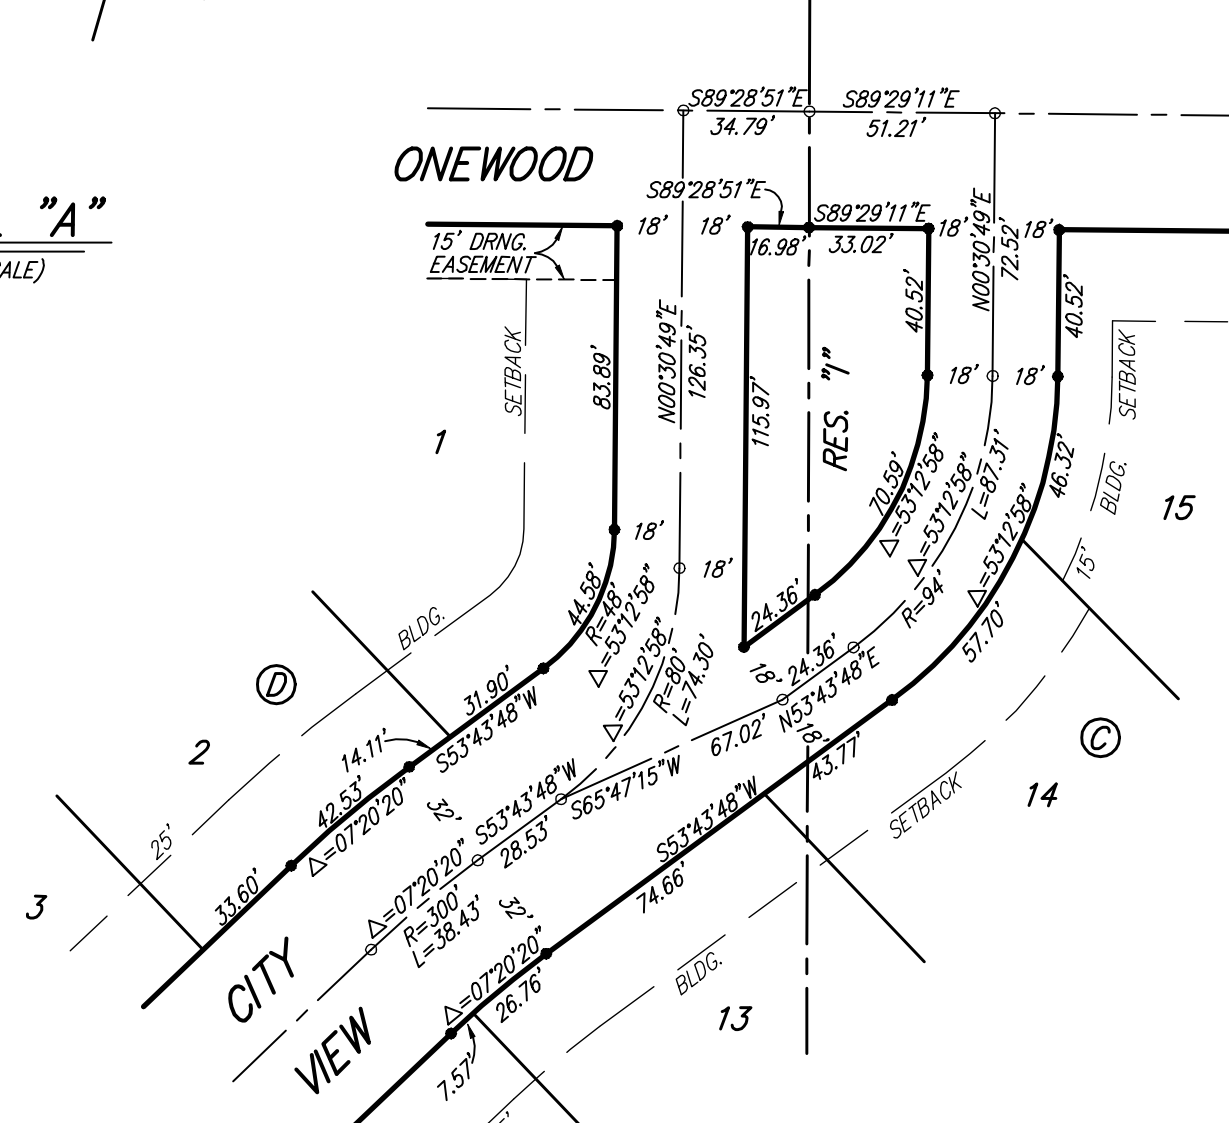 S89°28'51"E
34.79'
S89°29'11"E
51.21'
ONEWOOD
"A"
S89°28'51"E
S89°29'11"E
18'
18'
16.98'
33.02'
18'
18'
N00°30'49"E
72.52'
15' DRNG.
EASEMENT
40.52'
40.52'
SETBACK
83.89'
N00°30'49"E
126.35'
115.97'
RES. "1"
18'
18'
SETBACK
1
70.59'
△=53°12'58"
△=53°12'58"
L=87.31'
R=94'
46.32'
△=53°12'58"
BLDG.
15
15'
18'
18'
44.58'
R=48'
△=53°12'58"
△=53°12'58"
R=80'
L=74.30'
24.36'
57.70'
BLDG.
D
18'
24.36'
N53°43'48"E
18'
31.90'
S53°43'48"W
14.11'
2
67.02'
S65°47'15"W
43.77'
C
42.53'
△=07°20'20"
32'
S53°43'48"W
28.53'
S53°43'48"W
74.66'
SETBACK
14
25'
33.60'
3
△=07°20'20"
R=300'
L=38.43'
32'
CITY
VIEW
△=07°20'20"
26.76'
BLDG.
13
7.57'